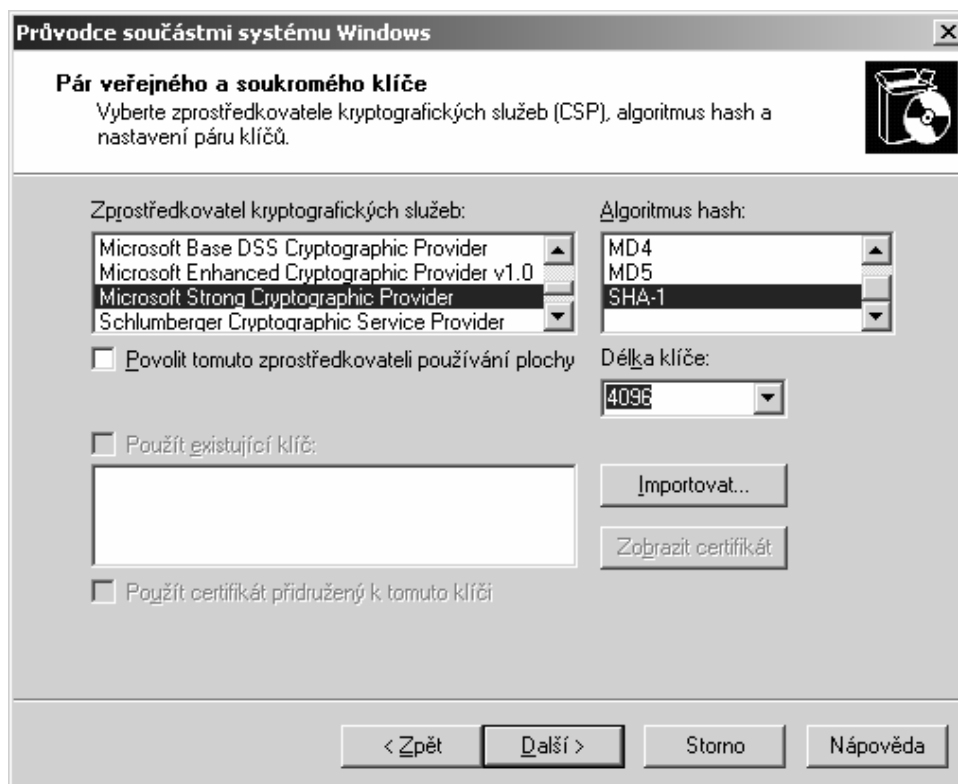 Průvodce součástmi systému Windows
Pár veřejného a soukromého klíče
Vyberte zprostředkovatele kryptografických služeb (CSP), algoritmus hash a
nastavení páru klíčů.
Zprostředkovatel kryptografických služeb:
Microsoft Base DSS Cryptographic Provider
Microsoft Enhanced Cryptographic Provider v1.0
Microsoft Strong Cryptographic Provider
Schlumberger Cryptographic Service Provider
Algoritmus hash:
MD4
MD5
SHA-1
Povolit tomuto zprostředkovateli používání plochy
Délka klíče:
4096
Použít existující klíč:
Importovat...
Zobrazit certifikát
Použít certifikát přidružený k tomuto klíči
< Zpět
Další >
Storno
Nápověda